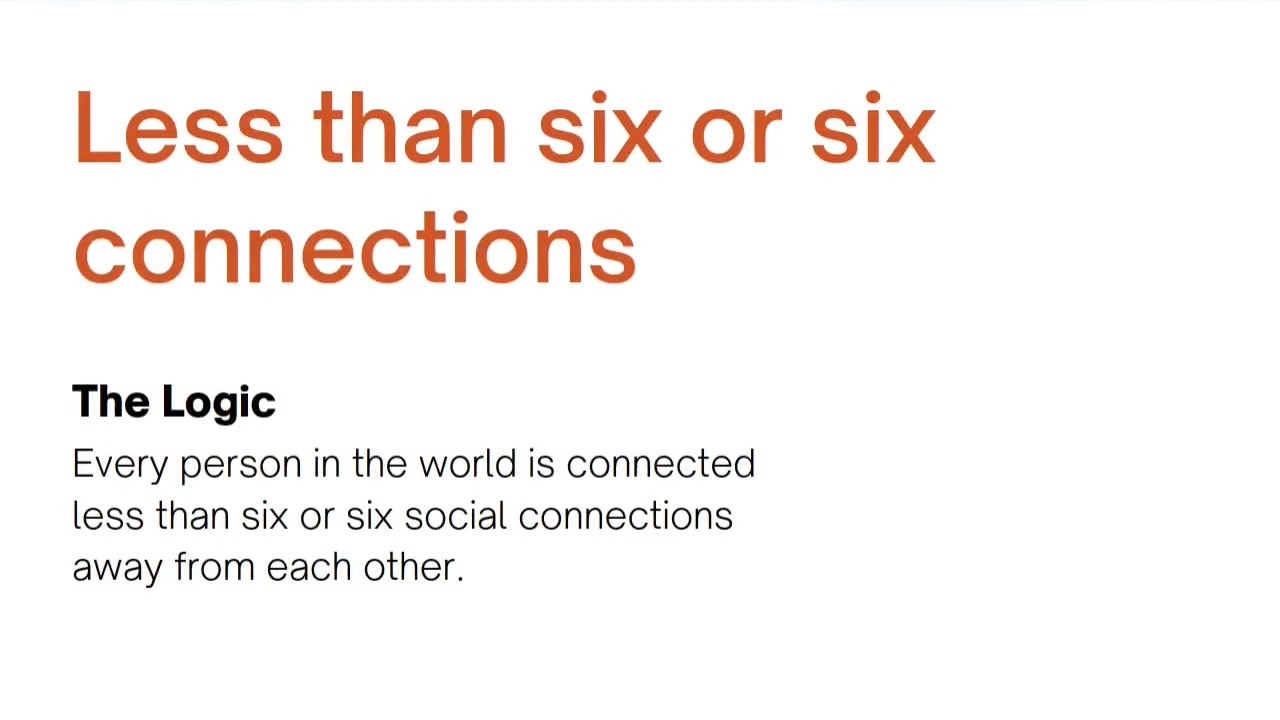 Less than six or six
connections
The Logic
Every person in the world is connected
less than six or six social connections
away from each other.